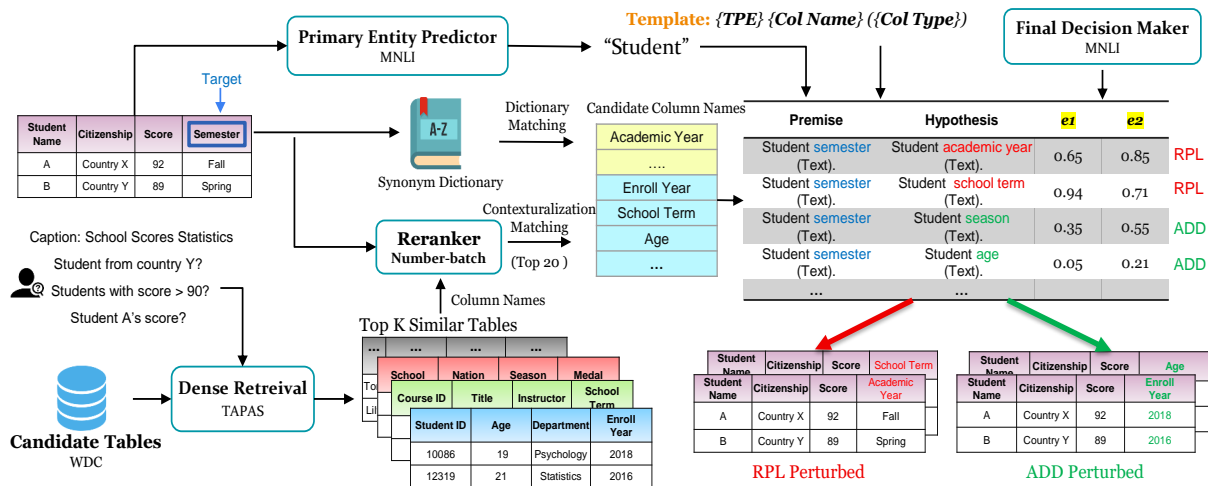 Template: {TPE} {Col Name} ({Col Type})
Primary Entity Predictor
MNLI
“Student”
Final Decision Maker
MNLI
Target
Student Name Citizenship Score Semester
A Country X 92 Fall
B Country Y 89 Spring
A-Z
Synonym Dictionary
Dictionary
Matching
Candidate Column Names
Academic Year
....
Enroll Year
School Term
Age
...
Premise Hypothesis e1 e2
Student semester (Text). Student academic year (Text). 0.65 0.85 RPL
Student semester (Text). Student school term (Text). 0.94 0.71 RPL
Student semester (Text). Student season (Text). 0.35 0.55 ADD
Student semester (Text). Student age (Text). 0.05 0.21 ADD
... ...
Reranker
Number-batch
Contexturalization
Matching
(Top 20 )
Column Names
Caption: School Scores Statistics
Student from country Y?
Students with score > 90?
Student A's score?
Candidate Tables
WDC
Dense Retreival
TAPAS
Top K Similar Tables
... ... ... ...
School Nation Season Medal
Course ID Title Instructor School Term
Student ID Age Department Enroll Year
10086 19 Psychology 2018
12319 21 Statistics 2016
Student Name Citizenship Score School Term
Student Name Citizenship Score Academic Year
A Country X 92 Fall
B Country Y 89 Spring
RPL Perturbed
Student Name Citizenship Score Age
Student Name Citizenship Score Enroll Year
A Country X 92 2018
B Country Y 89 2016
ADD Perturbed